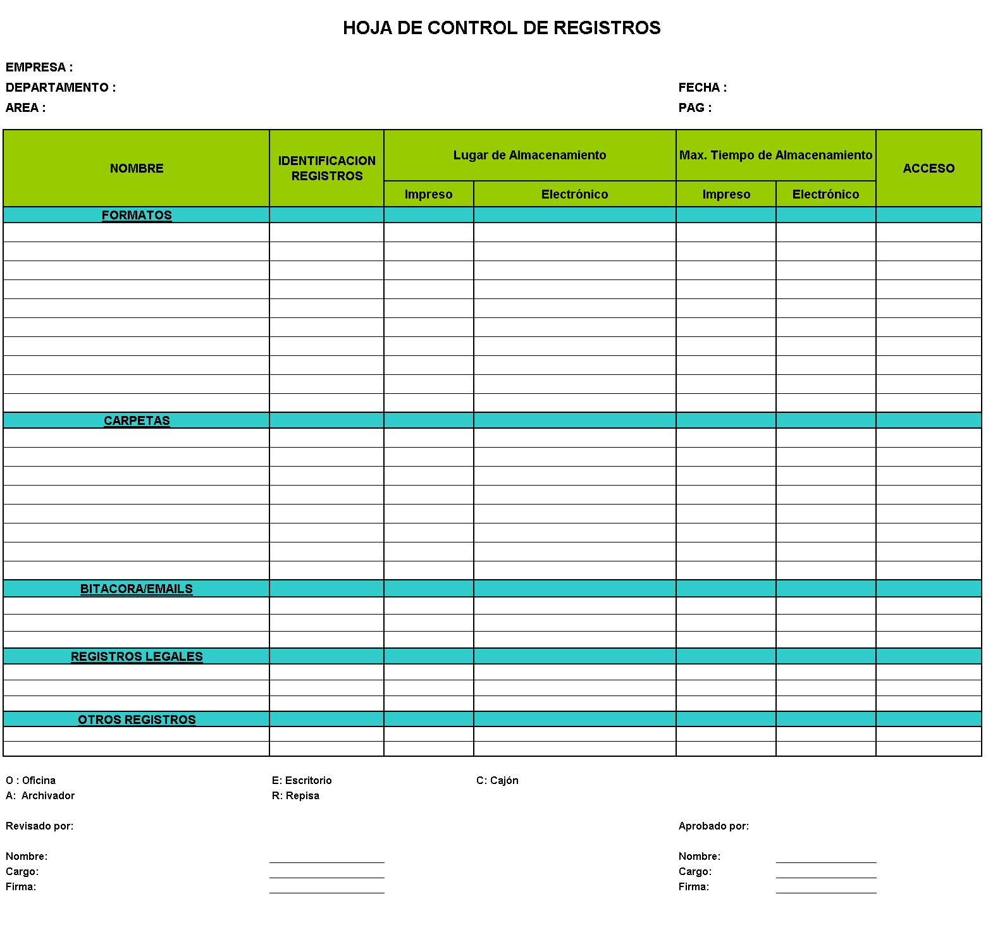 HOJA DE CONTROL DE REGISTROS
EMPRESA :
DEPARTAMENTO :
FECHA :
AREA :
PAG :
NOMBRE
IDENTIFICACION
REGISTROS
Lugar de Almacenamiento
Max. Tiempo de Almacenamiento
ACCESO
Impreso
Electrónico
Impreso
Electrónico
FORMATOS
CARPETAS
BITACORA/EMAILS
REGISTROS LEGALES
OTROS REGISTROS
O : Oficina
E: Escritorio
C: Cajón
A: Archivador
R: Repisa
Revisado por:
Aprobado por:
Nombre:
Nombre:
Cargo:
Cargo:
Firma:
Firma: